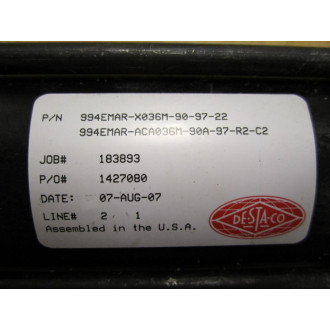 P/N 994EMAR-X036M-90-97-22
994EMAR-ACA036M-90A-97-R2-C2
JOB# 183893
P/O# 1427080
DATE: 07-AUG-07
LINE# 2 1
Assembled in the U.S.A.
DE-STA-CO